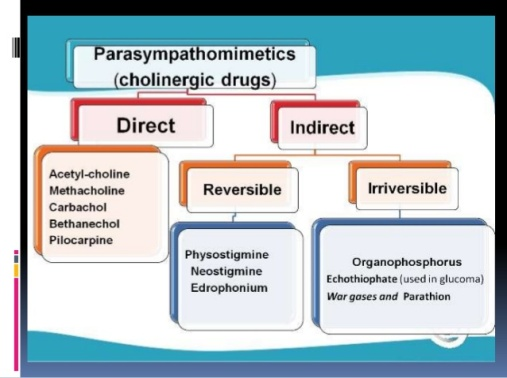 Parasympathomimetics
(cholinergic drugs)
Direct
Indirect
Acetyl-choline
Methacholine
Carbachol
Bethanechol
Pilocarpine
Reversible
Irriversible
Physostigmine
Neostigmine
Edrophonium
Organophosphorus
Echothiophate (used in glucoma)
War gases and Parathion